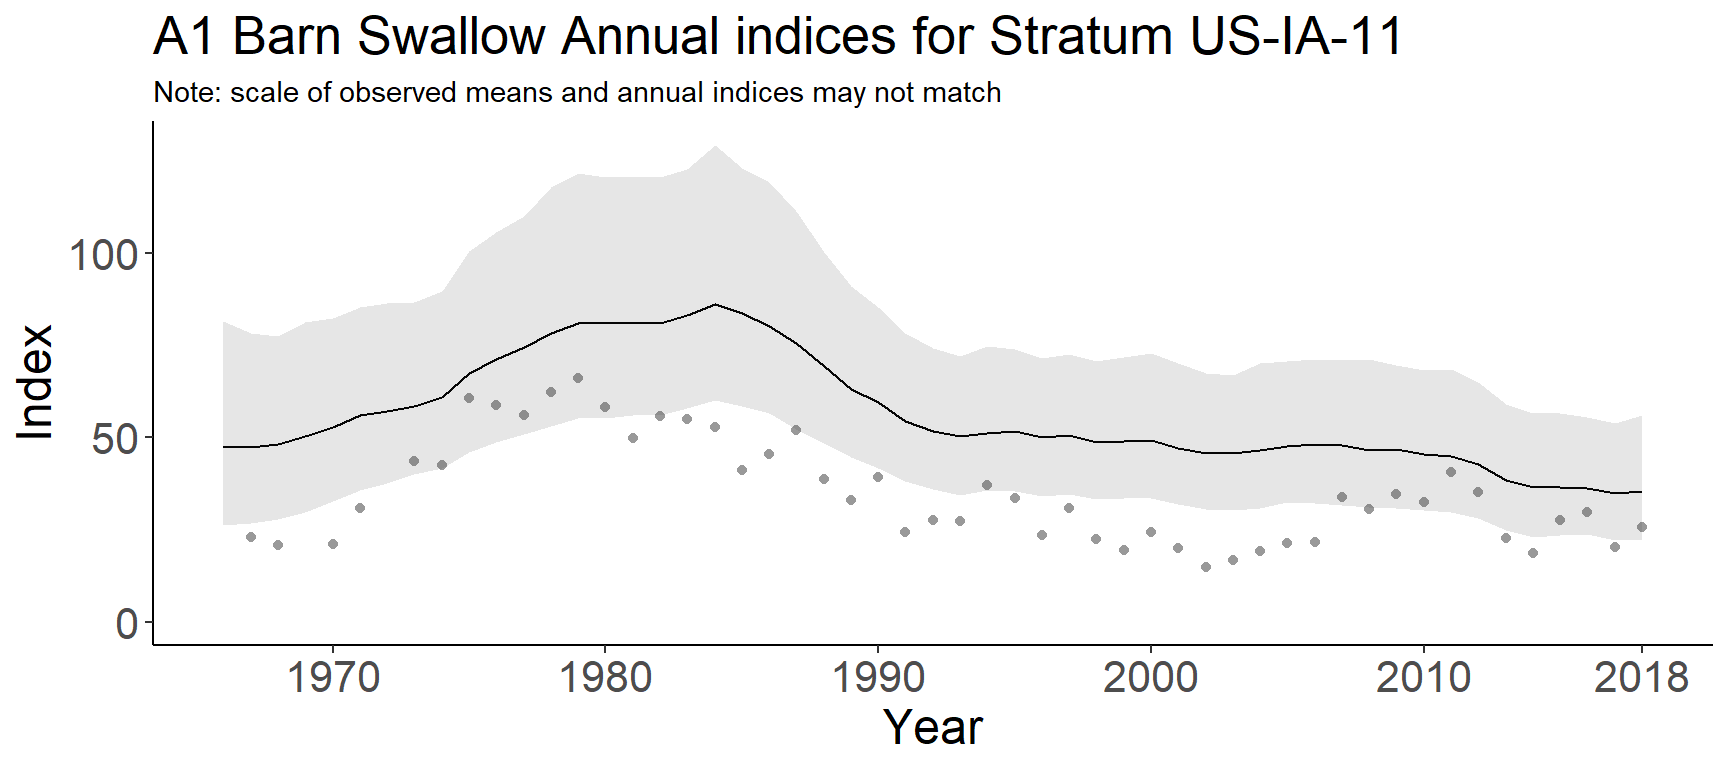 A1 Barn Swallow Annual indices for Stratum US-IA-11
Note: scale of observed means and annual indices may not match
100
50
0
Index
1970 1980 1990 2000 2010 2018
Year